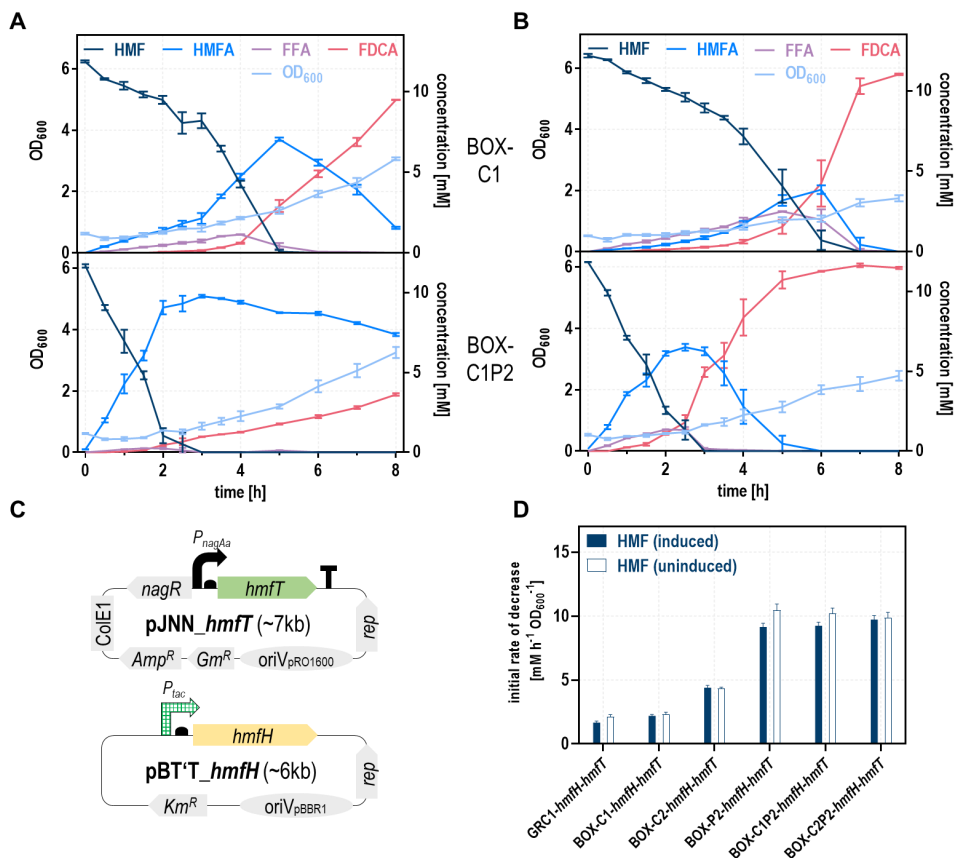 A
B
HMF HMFA FFA FDCA
OD600
HMF HMFA FFA FDCA
OD600
6
4
2
0
OD600
10
5
0
concentration [mM]
BOX-
C1
6
4
2
0
OD600
10
5
0
concentration [mM]
6
4
2
0
OD600
10
5
0
concentration [mM]
BOX-
C1P2
6
4
2
0
OD600
10
5
0
concentration [mM]
0 2 4 6 8
time [h]
0 2 4 6 8
time [h]
C
PnagAa
nagR
hmfT
ColE1
pJNN_hmfT (~7kb)
rep
AmpR
GmR
oriVpRO1600
Ptac
hmfH
pBT'T_hmfH (~6kb)
rep
KmR
oriVpBBR1
D
HMF (induced)
HMF (uninduced)
initial rate of decrease
[mM h-1 OD600-1]
15
10
5
0
GRC1-hmfH-hmfT
BOX-C1-hmfH-hmfT
BOX-C2-hmfH-hmfT
BOX-P2-hmfH-hmfT
BOX-C1P2-hmfH-hmfT
BOX-C2P2-hmfH-hmfT